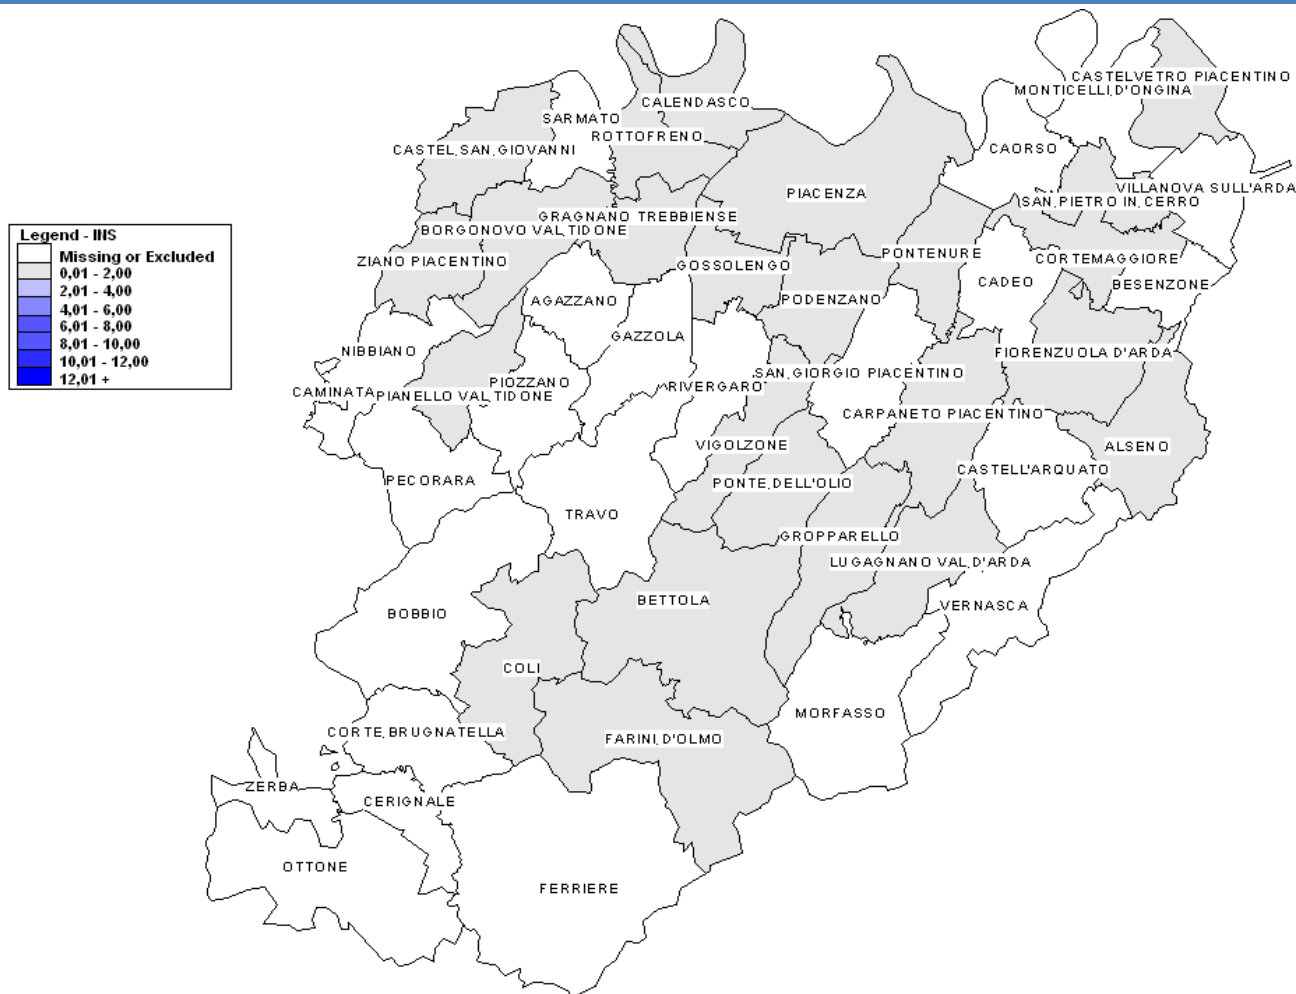 CASTELVETRO PIACENTINO
MONTICELLI.D'ONGINA
CALENDASCO
SARMATO
ROTTOFRENO
CASTEL.SAN.GIOVANNI
CAORSO
PIACENZA
VILLANOVA SULL'ARDA
SAN.PIETRO IN.CERRO
GRAGNANO TREBBIENSE
BORGONOVO VAL.TIDONE
ZIANO PIACENTINO
GOSSOLENGO
PONTENURE
CORTEMAGGIORE
CADEO
BESENZONE
PODENZANO
AGAZZANO
GAZZOLA
NIBBIANO
FIORENZUOLA D'ARDA
SAN.GIORGIO PIACENTINO
PIOZZANO
RIVERGARO
CAMINATA
PIANELLO VAL.TIDONE
CARPANETO PIACENTINO
VIGOLZONE
ALSENO
CASTELL'ARQUATO
PECORARA
PONTE.DELL'OLIO
TRAVO
GROPPARELLO
LUGAGNANO VAL.D'ARDA
BETTOLA
VERNASCA
BOBBIO
COLI
MORFASSO
CORTE.BRUGNATELLA
FARINI.D'OLMO
ZERBA
CERIGNALE
OTTONE
FERRIERE
Legend - INS
Missing or Excluded
0,01 - 2,00
2,01 - 4,00
4,01 - 6,00
6,01 - 8,00
8,01 - 10,00
10,01 - 12,00
12,01 +